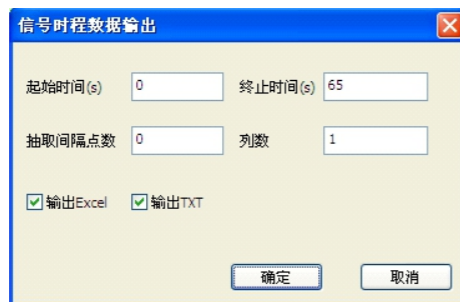 信号时程数据输出
起始时间(s) 0 终止时间(s) 65
抽取间隔点数 0 列数 1
输出Excel 输出TXT
确定 取消